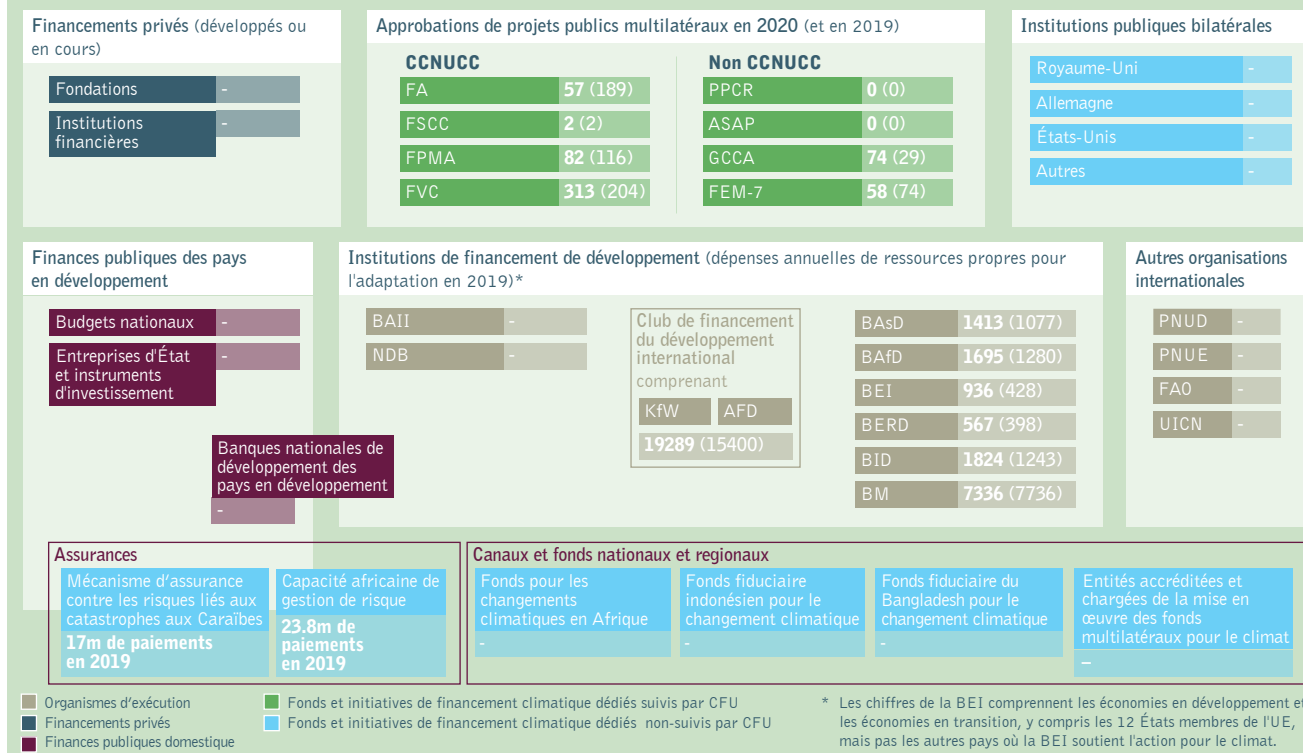 Financements privés (développés ou
en cours)
Fondations -
Institutions
financières -
Approbations de projets publics multilatéraux en 2020 (et en 2019)
CCNUCC
FA 57 (189)
FSCC 2 (2)
FPMA 82 (116)
FVC 313 (204)
Non CCNUCC
PPCR 0 (0)
ASAP 0 (0)
GCCA 74 (29)
FEM-7 58 (74)
Institutions publiques bilatérales
Royaume-Uni -
Allemagne -
États-Unis -
Autres -
Finances publiques des pays
en développement
Budgets nationaux -
Entreprises d'État -
et instruments
d'investissement
Banques nationales de
développement des
pays en développement
-
Institutions de financement de développement (dépenses annuelles de ressources propres pour
l'adaptation en 2019)*
BAII -
NDB -
Club de financement
du développement
international
comprenant
KfW AFD
19289 (15400)
BAsD 1413 (1077)
BAfD 1695 (1280)
BEI 936 (428)
BERD 567 (398)
BID 1824 (1243)
BM 7336 (7736)
Autres organisations
internationales
PNUD -
PNUE -
FAO -
UICN -
Assurances
Mécanisme d'assurance
contre les risques liés aux
catastrophes aux Caraïbes
17m de paiements
en 2019
Capacité africaine de
gestion de risque
23.8m de
paiements
en 2019
Canaux et fonds nationaux et regionaux
Fonds pour les
changements
climatiques en Afrique
-
Fonds fiduciaire
indonésien pour le
changement climatique
-
Fonds fiduciaire du
Bangladesh pour le
changement climatique
-
Entités accréditées et
chargées de la mise en
œuvre des fonds
multilatéraux pour le climat
–
Organismes d'exécution
Financements privés
Finances publiques domestique
Fonds et initiatives de financement climatique dédiés suivis par CFU
Fonds et initiatives de financement climatique dédiés non-suivis par CFU
* Les chiffres de la BEI comprennent les économies en développement et
les économies en transition, y compris les 12 États membres de l'UE,
mais pas les autres pays où la BEI soutient l'action pour le climat.